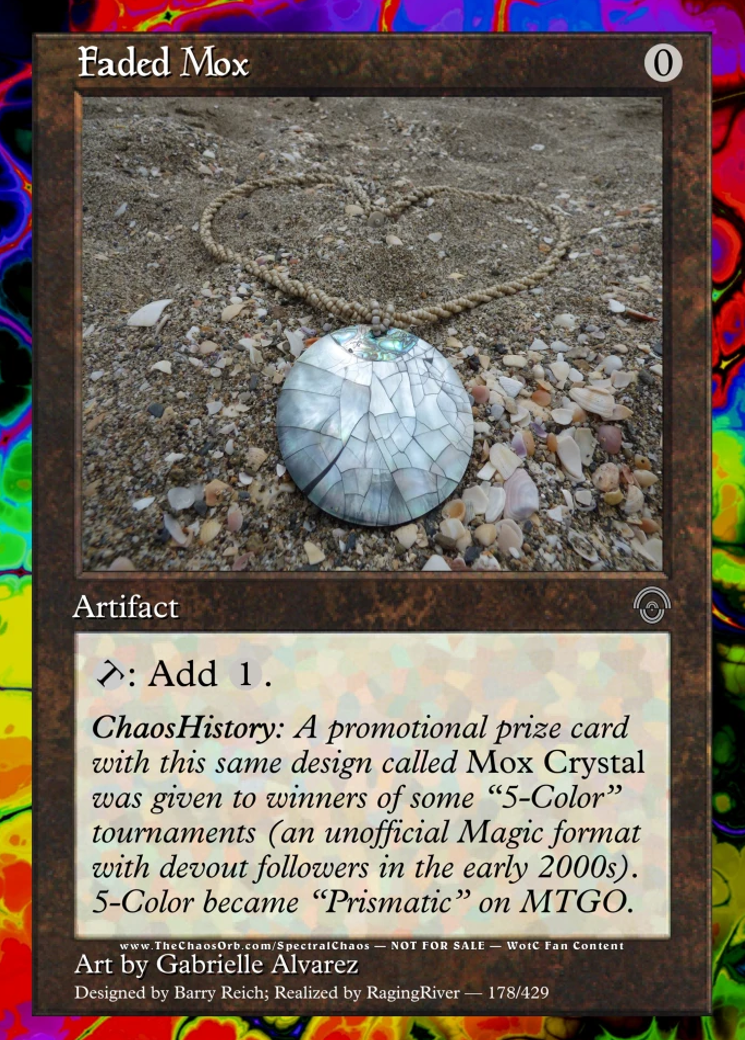 Faded Mox
0
Artifact
T: Add 1.
ChaosHistory: A promotional prize card
with this same design called Mox Crystal
was given to winners of some “5-Color”
tournaments (an unofficial Magic format
with devout followers in the early 2000s).
5-Color became “Prismatic” on MTGO.
www.TheChaosOrb.com/SpectralChaos — NOT FOR SALE — WotC Fan Content
Art by Gabrielle Alvarez
Designed by Barry Reich; Realized by RagingRiver — 178/429